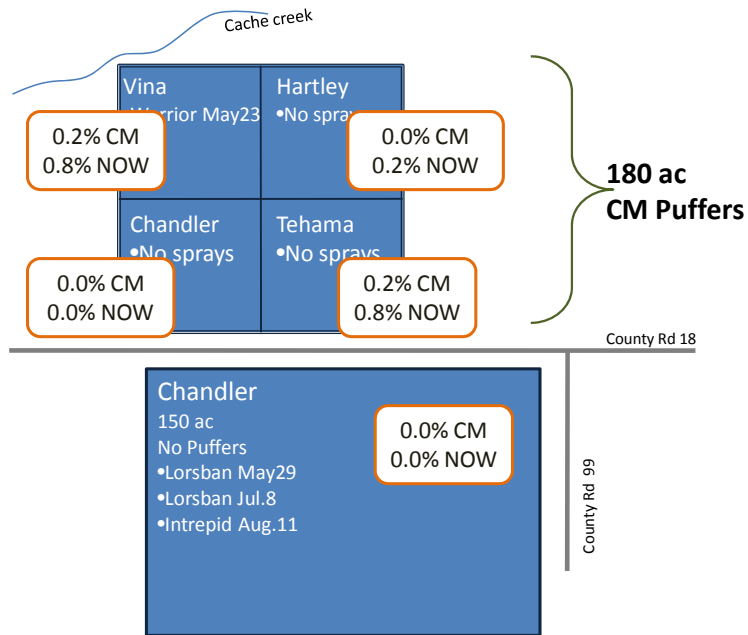 Cache creek
Vina
Warrior May23
0.2% CM
0.8% NOW
Hartley
•No sprays
0.0% CM
0.2% NOW
Chandler
•No sprays
0.0% CM
0.0% NOW
Tehama
•No sprays
0.2% CM
0.8% NOW
180 ac
CM Puffers
County Rd 18
Chandler
150 ac
No Puffers
•Lorsban May29
•Lorsban Jul.8
•Intrepid Aug.11
0.0% CM
0.0% NOW
County Rd 99